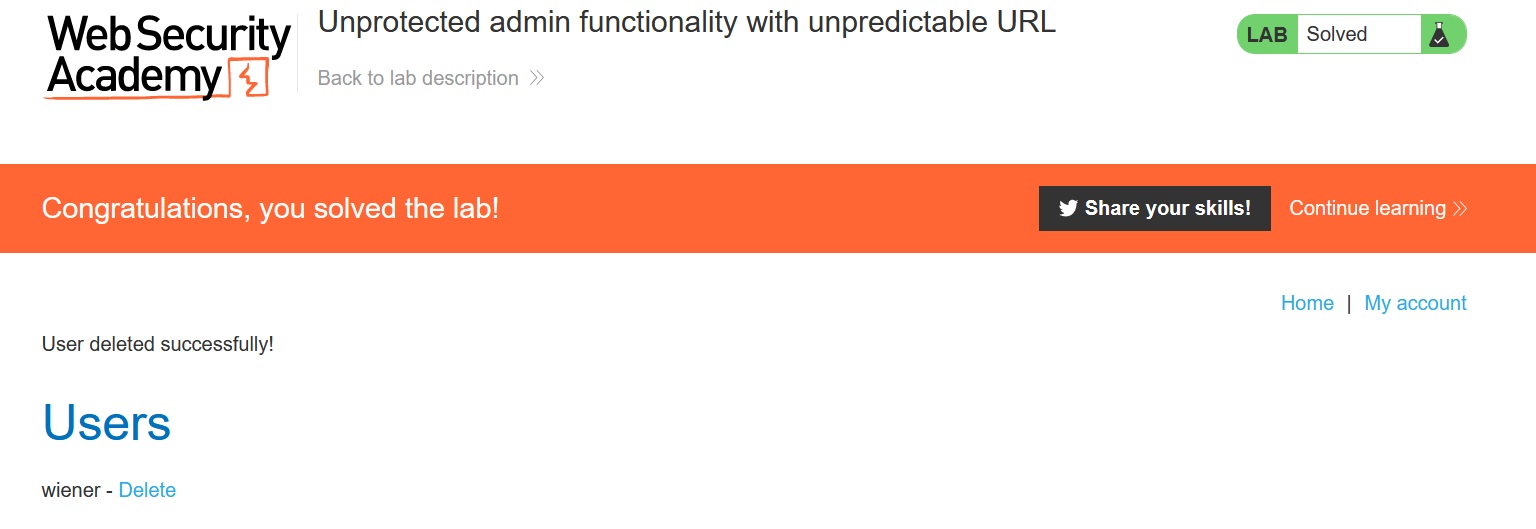 Web Security
Academy
Unprotected admin functionality with unpredictable URL
Back to lab description
LAB Solved
Congratulations, you solved the lab!
Share your skills!
Continue learning
Home | My account
User deleted successfully!
Users
wiener - Delete